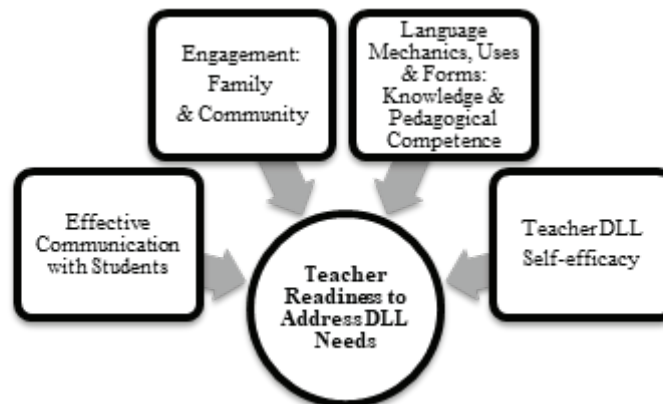 Engagement:
Family
& Community
Language
Mechanics, Uses
& Forms:
Knowledge &
Pedagogical
Competence
Effective
Communication
with Students
Teacher DLL
Self-efficacy
Teacher
Readiness to
Address DLL
Needs